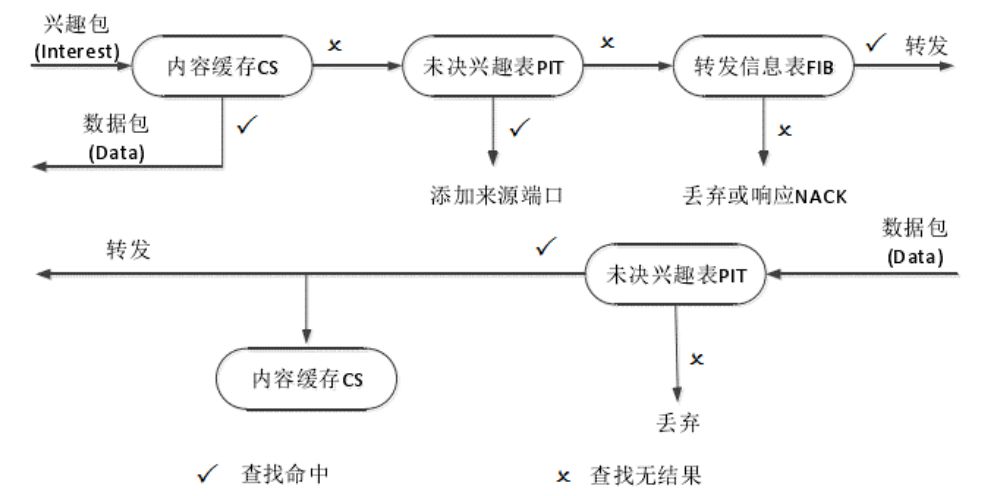 兴趣包
(Interest)
内容缓存CS
x
未决兴趣表PIT
x
转发信息表FIB
✓
转发
数据包
(Data)
✓
✓
x
添加来源端口
丢弃或响应NACK
转发
✓
未决兴趣表PIT
数据包
(Data)
内容缓存CS
x
丢弃
✓ 查找命中
x 查找无结果